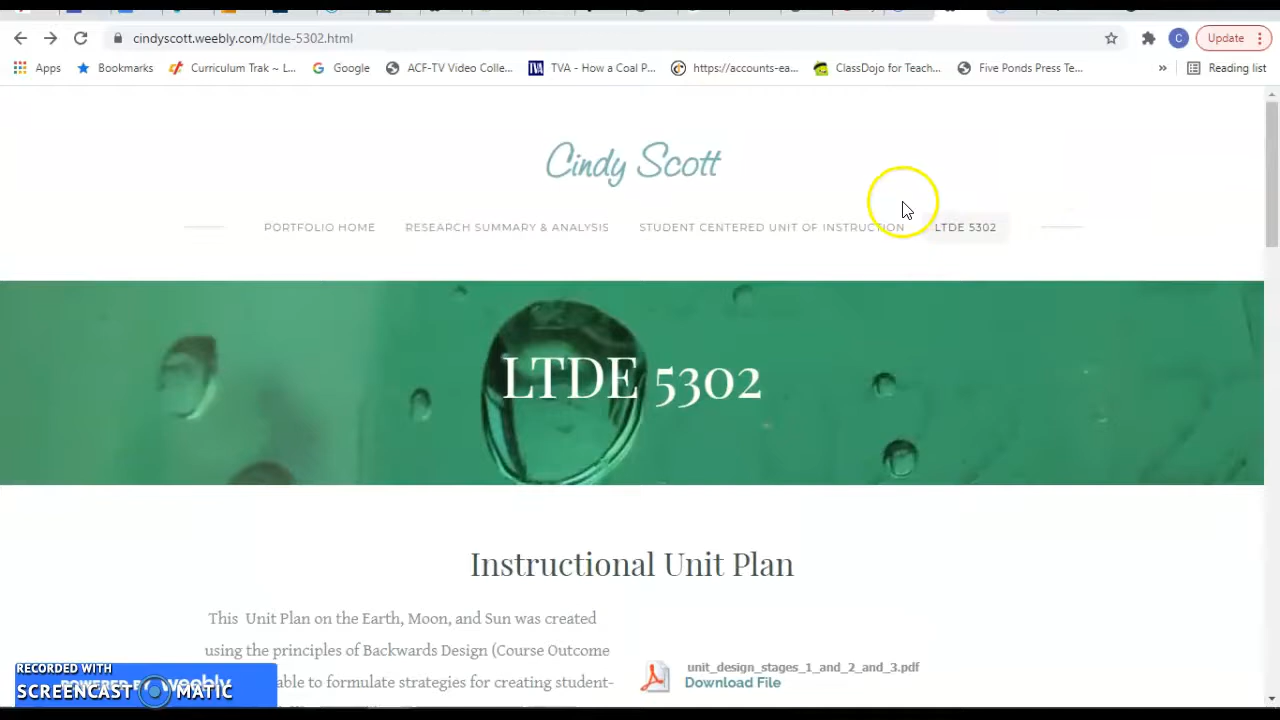 cindyscott.weebly.com/ltde-5302.html
C
Update
Apps
Bookmarks
Curriculum Trak ~ L...
Google
ACF-TV Video Colle...
TVA
TVA - How a Coal P...
https://accounts-ea...
ClassDojo for Teach...
Five Ponds Press Te...
»
Reading list
Cindy Scott
PORTFOLIO HOME
RESEARCH SUMMARY & ANALYSIS
STUDENT CENTERED UNIT OF INSTRUCTION
LTDE 5302
LTDE 5302
Instructional Unit Plan
This Unit Plan on the Earth, Moon, and Sun was created
using the principles of Backwards Design (Course Outcome
able to formulate strategies for creating student-
unit_design_stages_1_and_2_and_3.pdf
Download File
RECORDED WITH
SCREENCAST MATIC
POWERED BY weebly